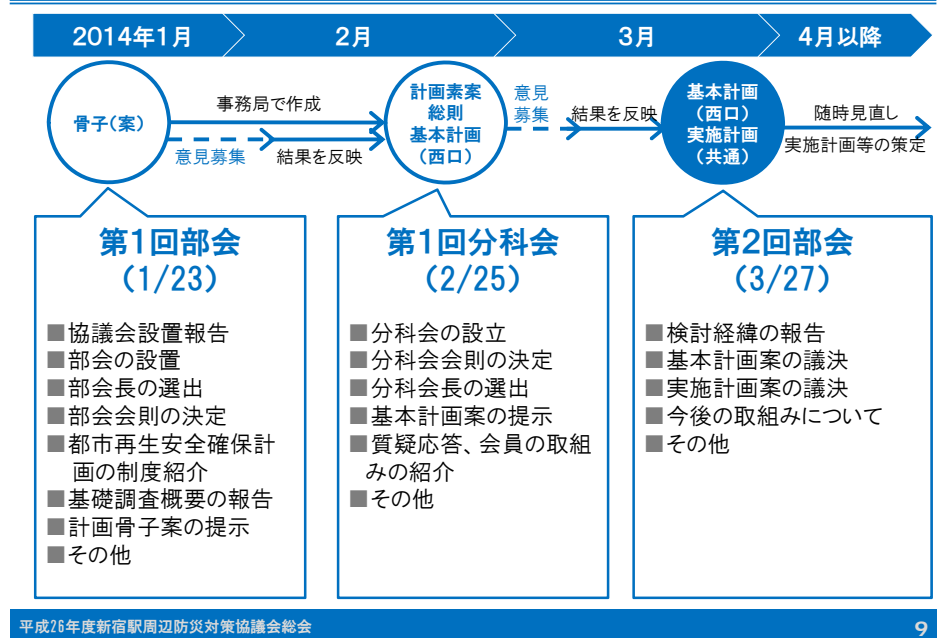 2014年1月
2月
3月
4月以降
骨子(案)
事務局で作成
意見募集
結果を反映
計画素案
総則
基本計画
(西口)
意見
募集
結果を反映
基本計画
(西口)
実施計画
(共通)
随時見直し
実施計画等の策定
第1回部会
(1/23)
■協議会設置報告
■部会の設置
■部会長の選出
■部会会則の決定
■都市再生安全確保計
画の制度紹介
■基礎調査概要の報告
■計画骨子案の提示
■その他
第1回分科会
(2/25)
■分科会の設立
■分科会会則の決定
■分科会長の選出
■基本計画案の提示
■質疑応答、会員の取組
みの紹介
■その他
第2回部会
(3/27)
■検討経緯の報告
■基本計画案の議決
■実施計画案の議決
■今後の取組みについて
■その他
平成26年度新宿駅周辺防災対策協議会総会
9